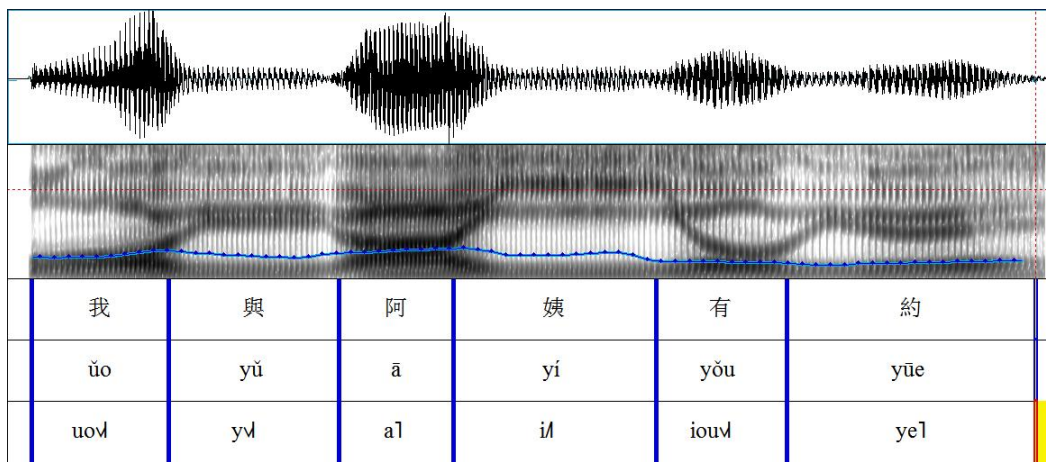 我 與 阿 姨 有 約
ǔo yǔ ā yí yǒu yūe
uo˨˩˦ y˨˩˦ a˥ i˧˥ iou˨˩˦ ye˥